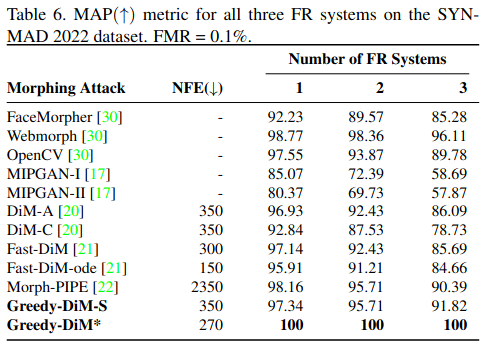 Table 6. MAP(↑) metric for all three FR systems on the SYN-
MAD 2022 dataset. FMR = 0.1%.
Number of FR Systems
Morphing Attack NFE(↓) 1 2 3
FaceMorpher [30] - 92.23 89.57 85.28
Webmorph [30] - 98.77 98.36 96.11
OpenCV [30] - 97.55 93.87 89.78
MIPGAN-I [17] - 85.07 72.39 58.69
MIPGAN-II [17] - 80.37 69.73 57.87
DiM-A [20] 350 96.93 92.43 86.09
DiM-C [20] 350 92.84 87.53 78.73
Fast-DiM [21] 300 97.14 92.43 85.69
Fast-DiM-ode [21] 150 95.91 91.21 84.66
Morph-PIPE [22] 2350 98.16 95.71 90.39
Greedy-DiM-S 350 97.34 95.71 91.82
Greedy-DiM* 270 100 100 100